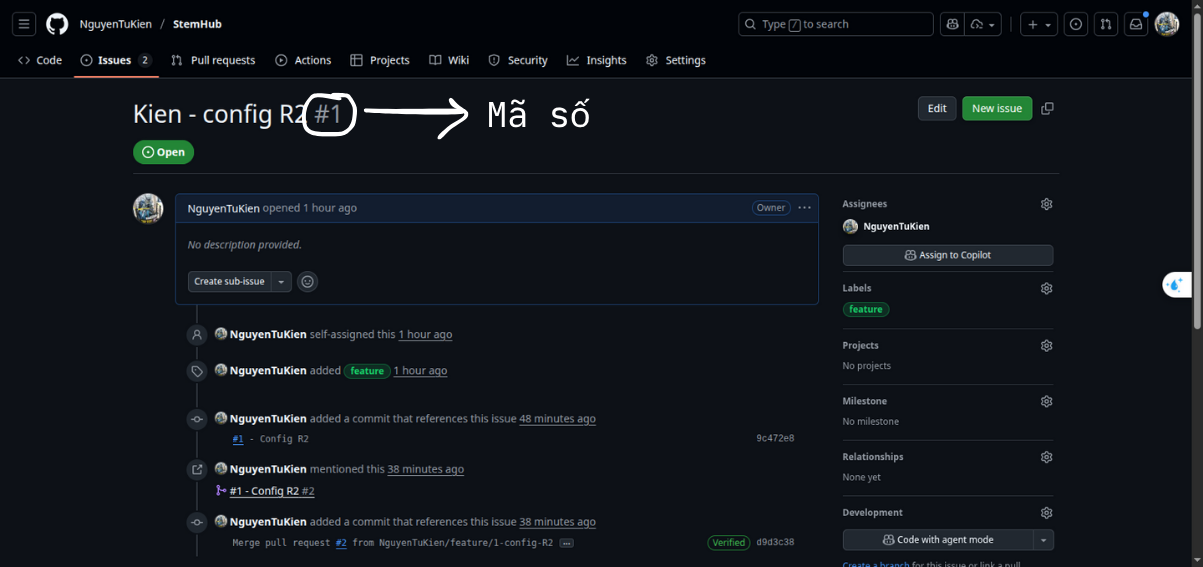 NguyenTuKien / StemHub
Type / to search
Code
Issues 2
Pull requests
Actions
Projects
Wiki
Security
Insights
Settings
Kien - config R2 #1
Mã số
Edit
New issue
Open
NguyenTuKien opened 1 hour ago
Owner
No description provided.
Create sub-issue
NguyenTuKien self-assigned this 1 hour ago
NguyenTuKien added feature 1 hour ago
NguyenTuKien added a commit that references this issue 48 minutes ago
#1 - Config R2
9c472e8
NguyenTuKien mentioned this 38 minutes ago
#1 - Config R2 #2
NguyenTuKien added a commit that references this issue 38 minutes ago
Merge pull request #2 from NguyenTuKien/feature/1-config-R2
Verified
d9d3c38
Assignees
NguyenTuKien
Assign to Copilot
Labels
feature
Projects
No projects
Milestone
No milestone
Relationships
None yet
Development
Code with agent mode
Create a branch for this issue or link a pull